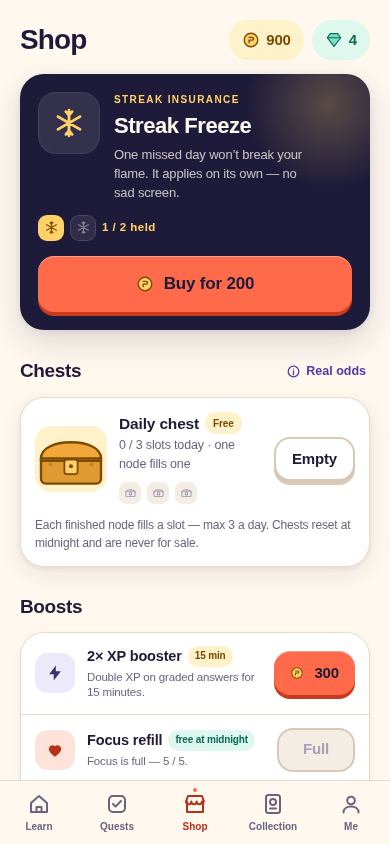 Shop
900
4
STREAK INSURANCE
Streak Freeze
One missed day won't break your
flame. It applies on its own — no
sad screen.
1 / 2 held
Buy for 200
Chests
Real odds
Daily chest Free
0 / 3 slots today · one
node fills one
Empty
Each finished node fills a slot — max 3 a day. Chests reset at
midnight and are never for sale.
Boosts
2× XP booster 15 min
Double XP on graded answers for
15 minutes.
300
Focus refill free at midnight
Focus is full — 5 / 5.
Full
Learn
Quests
Shop
Collection
Me